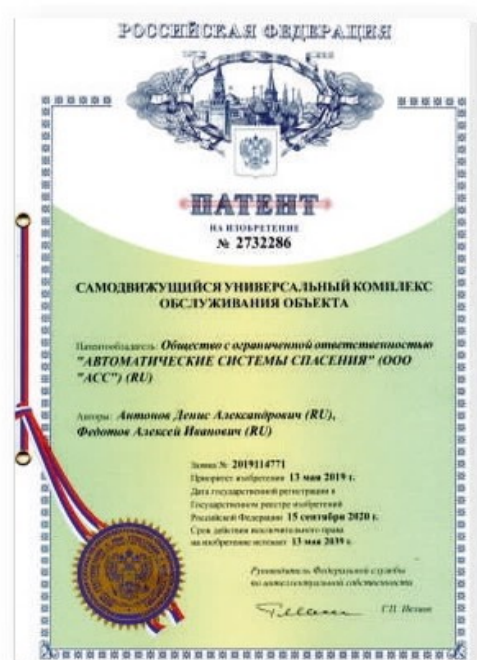 РОССИЙСКАЯ ФЕДЕРАЦИЯ
ПАТЕНТ
НА ИЗОБРЕТЕНИЕ
№ 2732286
САМОДВИЖУЩИЙСЯ УНИВЕРСАЛЬНЫЙ КОМПЛЕКС
ОБСЛУЖИВАНИЯ ОБЪЕКТА
Патентообладатель: Общество с ограниченной ответственностью
"АВТОМАТИЧЕСКИЕ СИСТЕМЫ СПАСЕНИЯ" (ООО
"АСС") (RU)
Авторы: Антонов Денис Александрович (RU),
Федотов Алексей Иванович (RU)
Заявка № 2019114771
Приоритет изобретения 13 мая 2019 г.
Дата государственной регистрации в
Государственном реестре изобретений
Российской Федерации 15 сентября 2020 г.
Срок действия исключительного права
на изобретение истекает 13 мая 2039 г.
Руководитель Федеральной службы
по интеллектуальной собственности
Г.П. Ивлиев